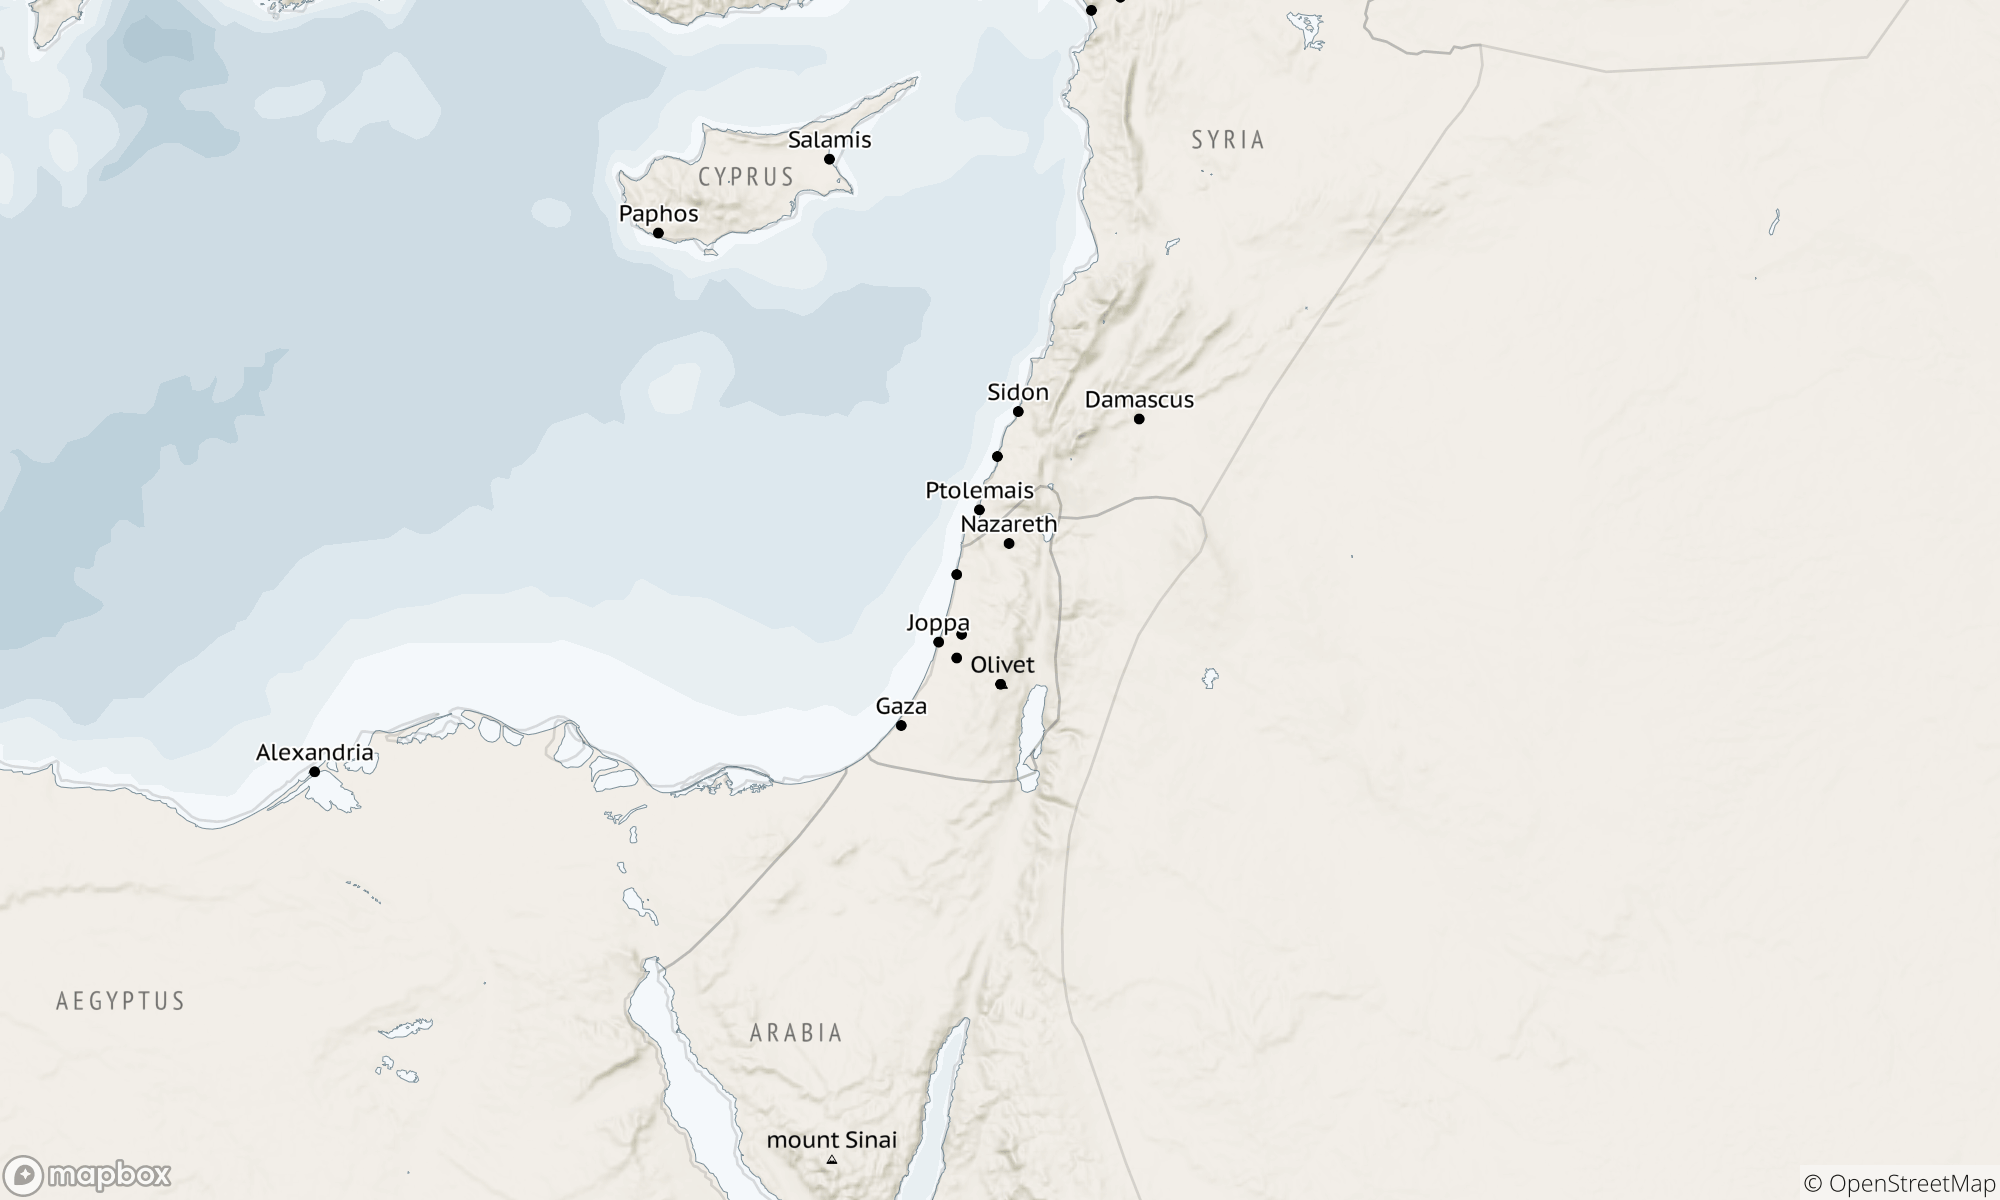 Salamis
SYRIA
CYPRUS
Paphos
Sidon
Damascus
Ptolemais
Nazareth
Joppa
Olivet
Gaza
Alexandria
AEGYPTUS
ARABIA
mount Sinai
mapbox
© OpenStreetMap